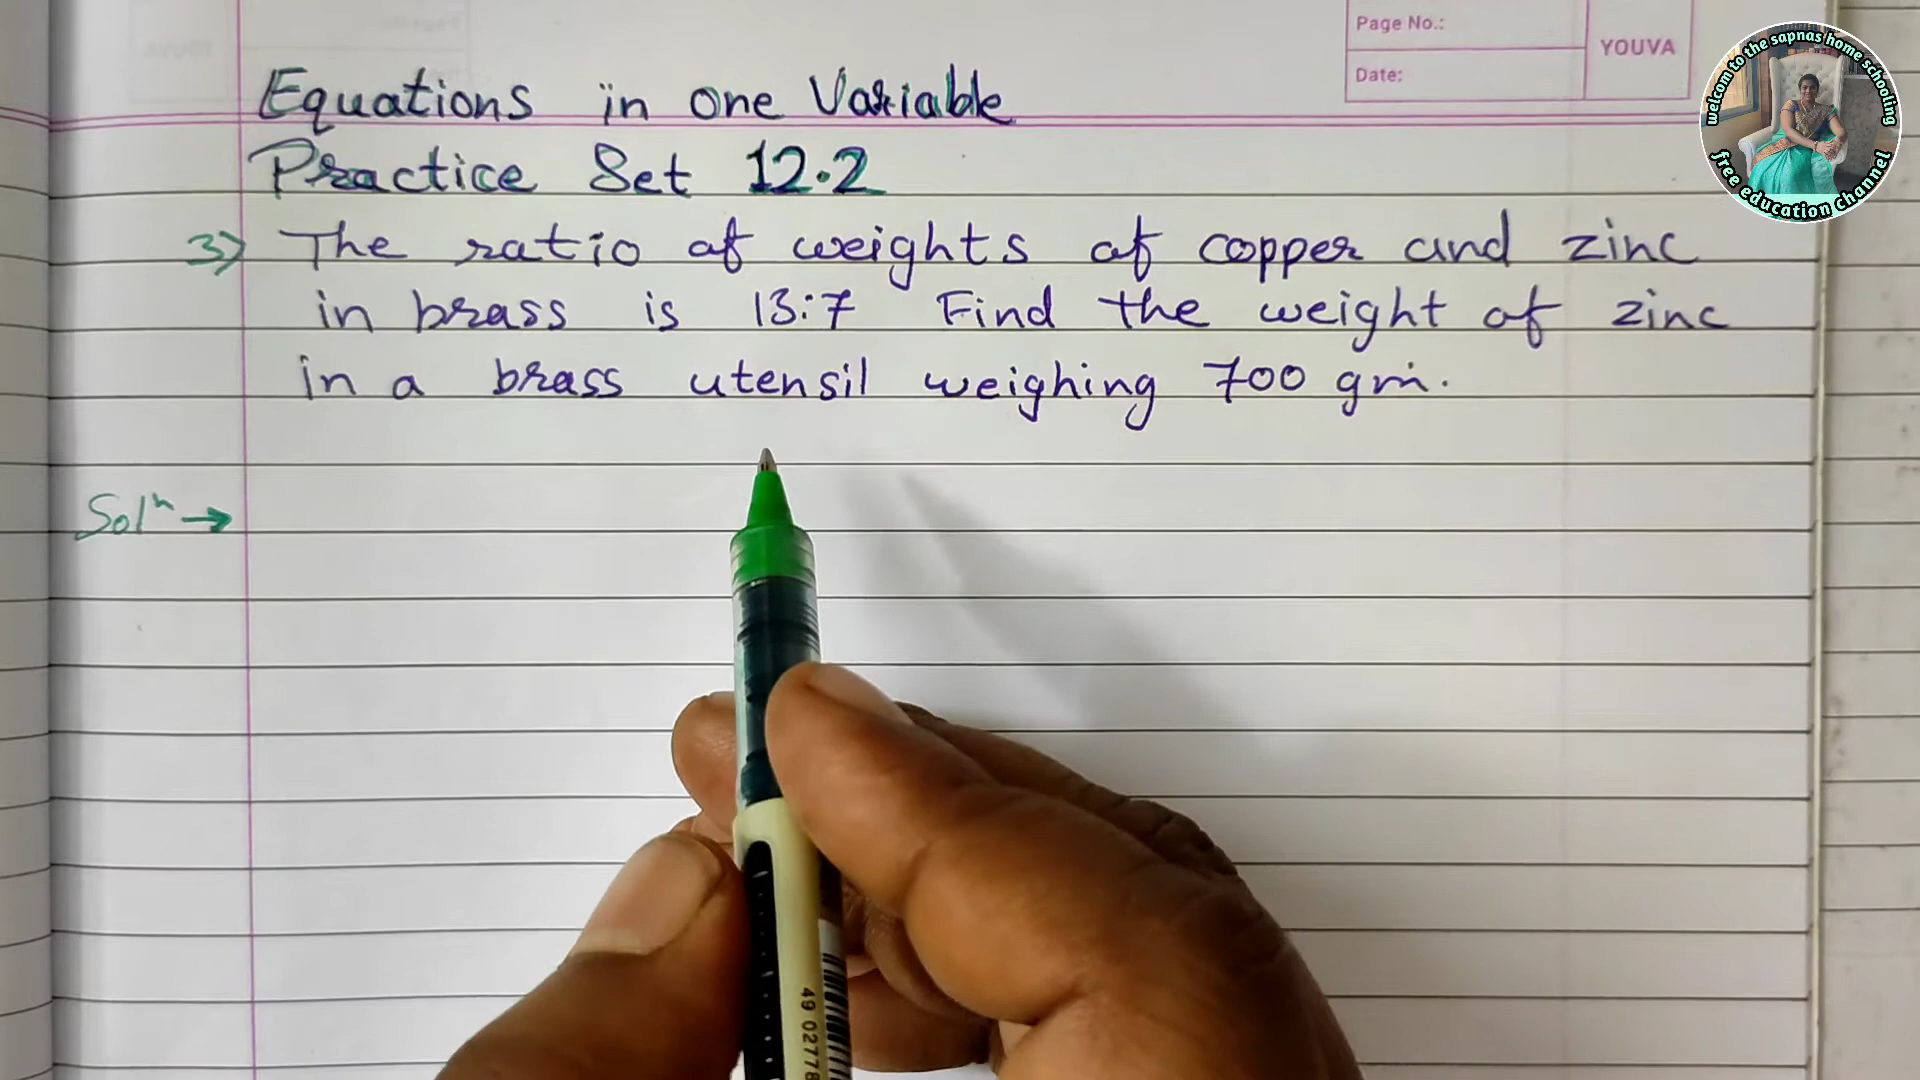 Page No.:
YOUVA
Date:
welcom to the sapnas home schooling
free education channel
Equations in one Variable
Practice Set 12.2
3) The ratio of weights of copper and zinc
in brass is 13:7 Find the weight of zinc
in a brass utensil weighing 700 gm.
Solⁿ →
49 02778